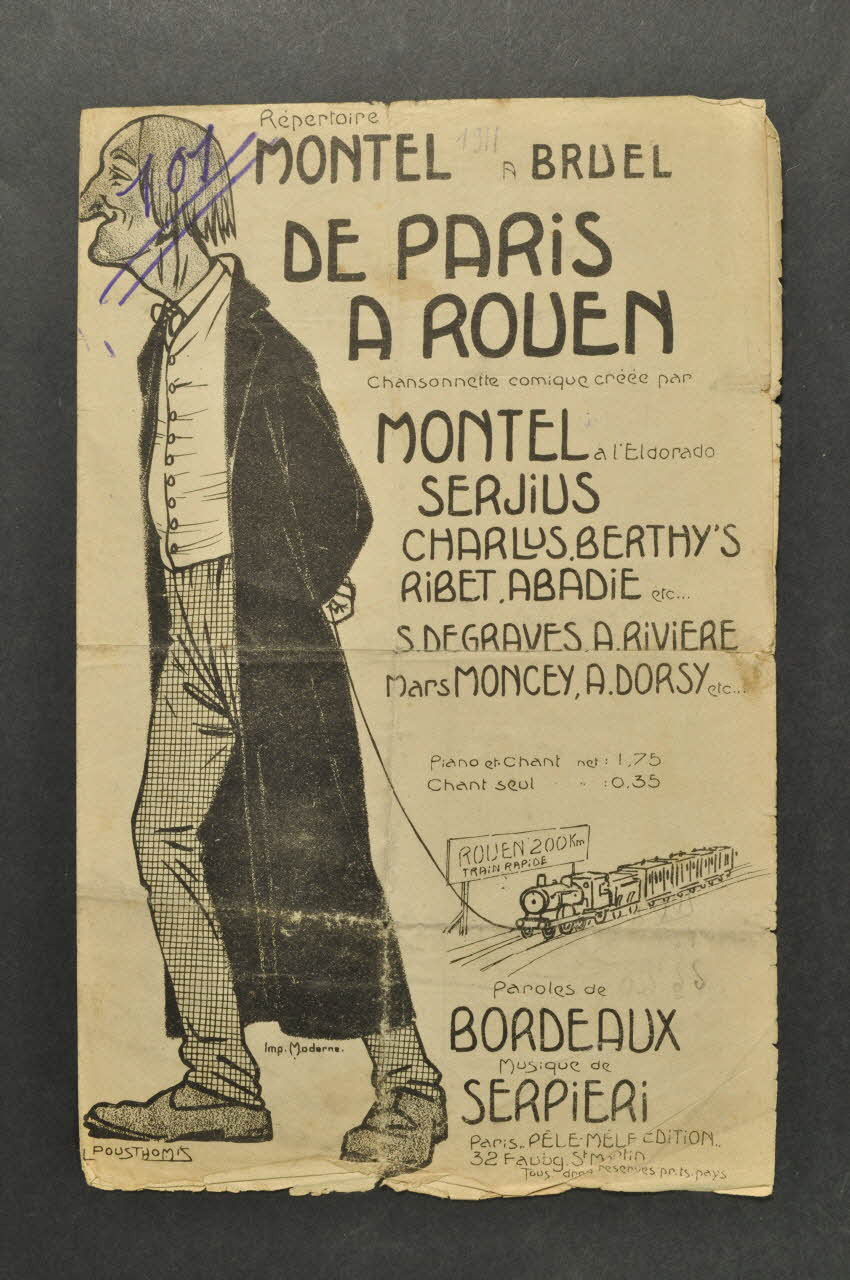 Répertoire
MONTEL A BRUEL
1911
101
DE PARIS
A ROUEN
Chansonnette comique créée par
MONTEL a l'Eldorado
SERJIUS
CHARLUS, BERTHY'S
RIBET, ABADIE etc...
S. DEGRAVES, A. RIVIERE
Mars MONCEY, A. DORSY etc...
Piano et Chant net : 1,75
Chant seul " : 0,35
ROUEN 200 Km
TRAIN RAPIDE
Paroles de
BORDEAUX
Imp. Moderne.
Musique de
SERPIERI
Paris.. PÊLE-MÊLE EDITION..
32 Faubg. St Martin
Tous droits réservés pr. ts. pays
L POUSTHOMIS